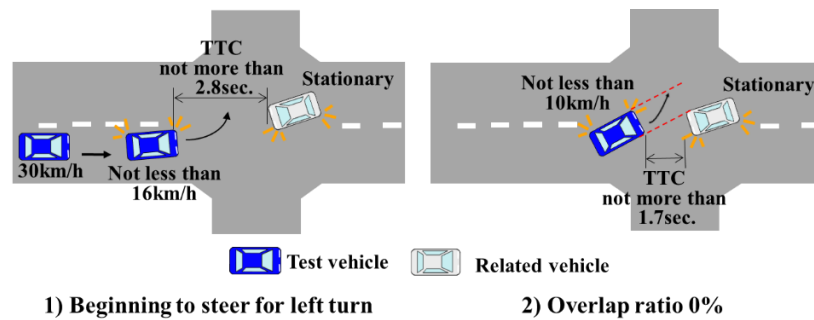 TTC
not more than
2.8sec.
Stationary
30km/h
Not less than
16km/h
Not less than
10km/h
Stationary
TTC
not more than
1.7sec.
Test vehicle
Related vehicle
1) Beginning to steer for left turn
2) Overlap ratio 0%